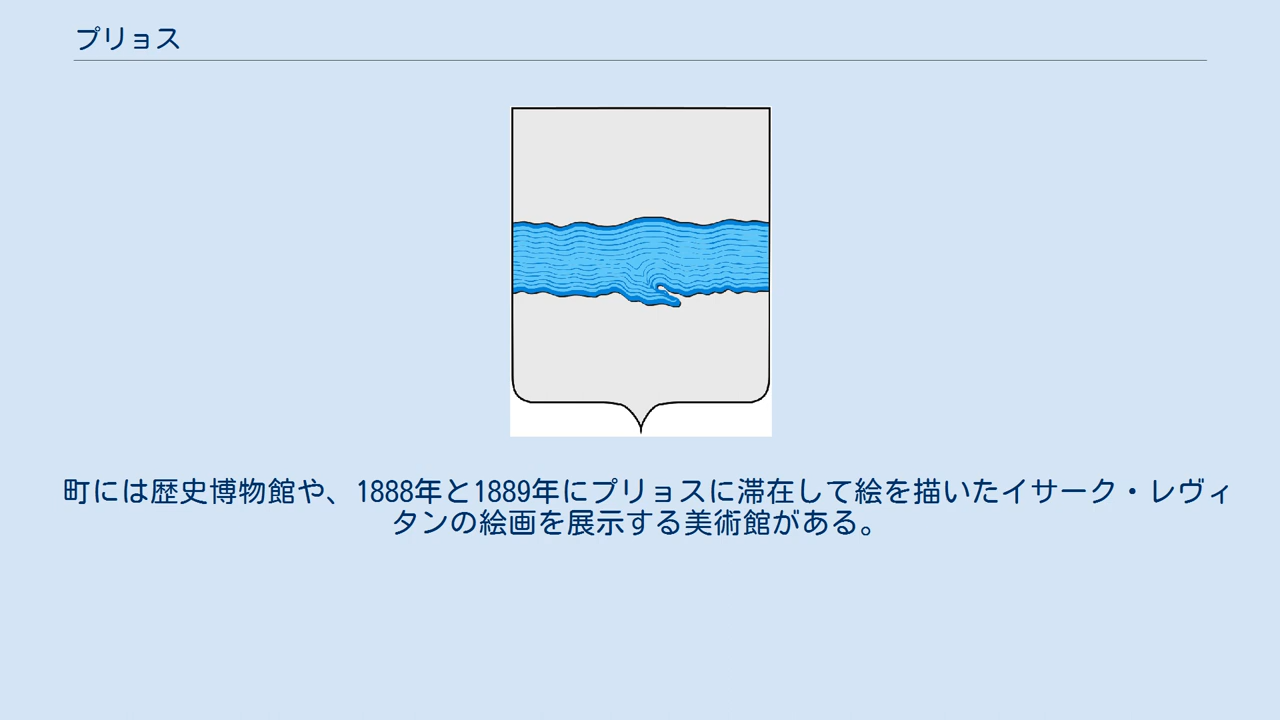 プリョス
町には歴史博物館や、1888年と1889年にプリョスに滞在して絵を描いたイサーク・レヴィ
タンの絵画を展示する美術館がある。